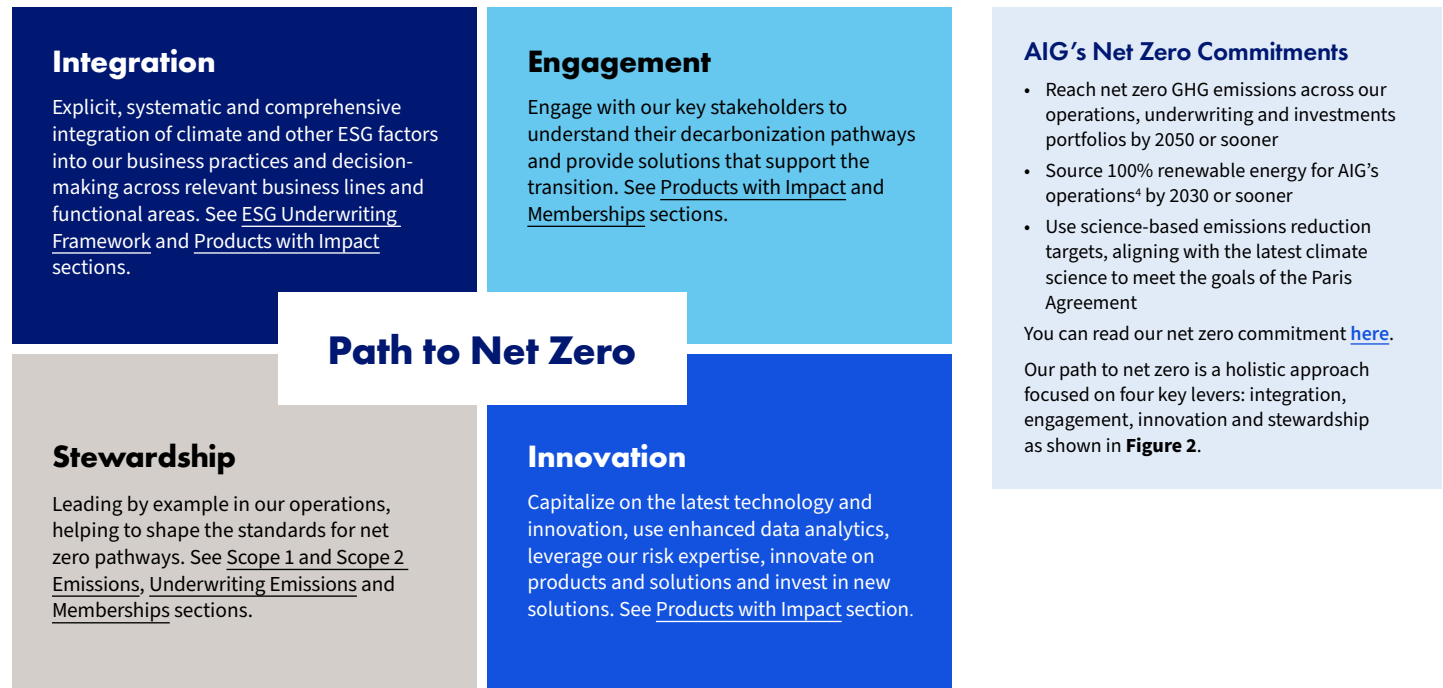 Integration
Explicit, systematic and comprehensive
integration of climate and other ESG factors
into our business practices and decision-
making across relevant business lines and
functional areas. See ESG Underwriting
Framework and Products with Impact
sections.
Engagement
Engage with our key stakeholders to
understand their decarbonization pathways
and provide solutions that support the
transition. See Products with Impact and
Memberships sections.
Path to Net Zero
Stewardship
Leading by example in our operations,
helping to shape the standards for net
zero pathways. See Scope 1 and Scope 2
Emissions, Underwriting Emissions and
Memberships sections.
Innovation
Capitalize on the latest technology and
innovation, use enhanced data analytics,
leverage our risk expertise, innovate on
products and solutions and invest in new
solutions. See Products with Impact section.
AIG’s Net Zero Commitments
• Reach net zero GHG emissions across our
operations, underwriting and investments
portfolios by 2050 or sooner
• Source 100% renewable energy for AIG’s
operations⁴ by 2030 or sooner
• Use science-based emissions reduction
targets, aligning with the latest climate
science to meet the goals of the Paris
Agreement
You can read our net zero commitment here.
Our path to net zero is a holistic approach
focused on four key levers: integration,
engagement, innovation and stewardship
as shown in Figure 2.